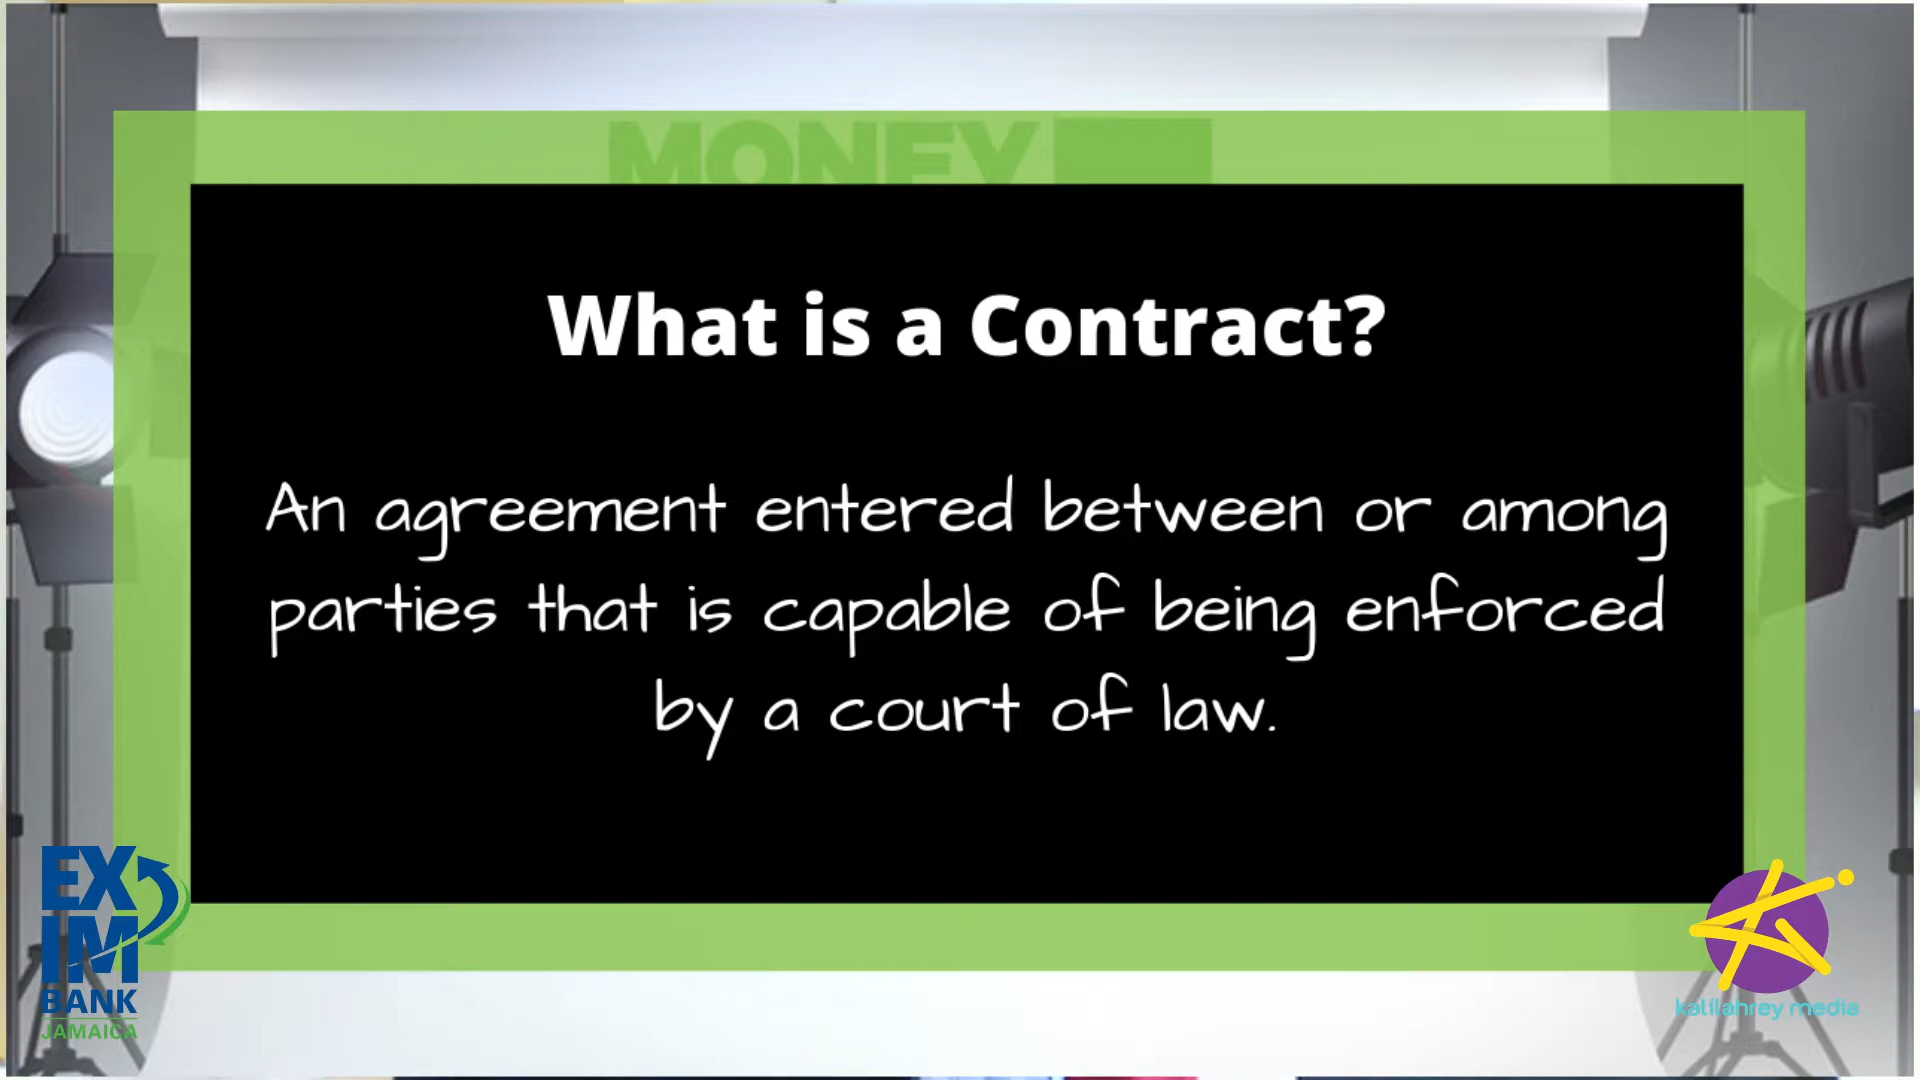 MONEY
What is a Contract?
An agreement entered between or among
parties that is capable of being enforced
by a court of law.
EX
IM
BANK
JAMAICA
kalilahrey media